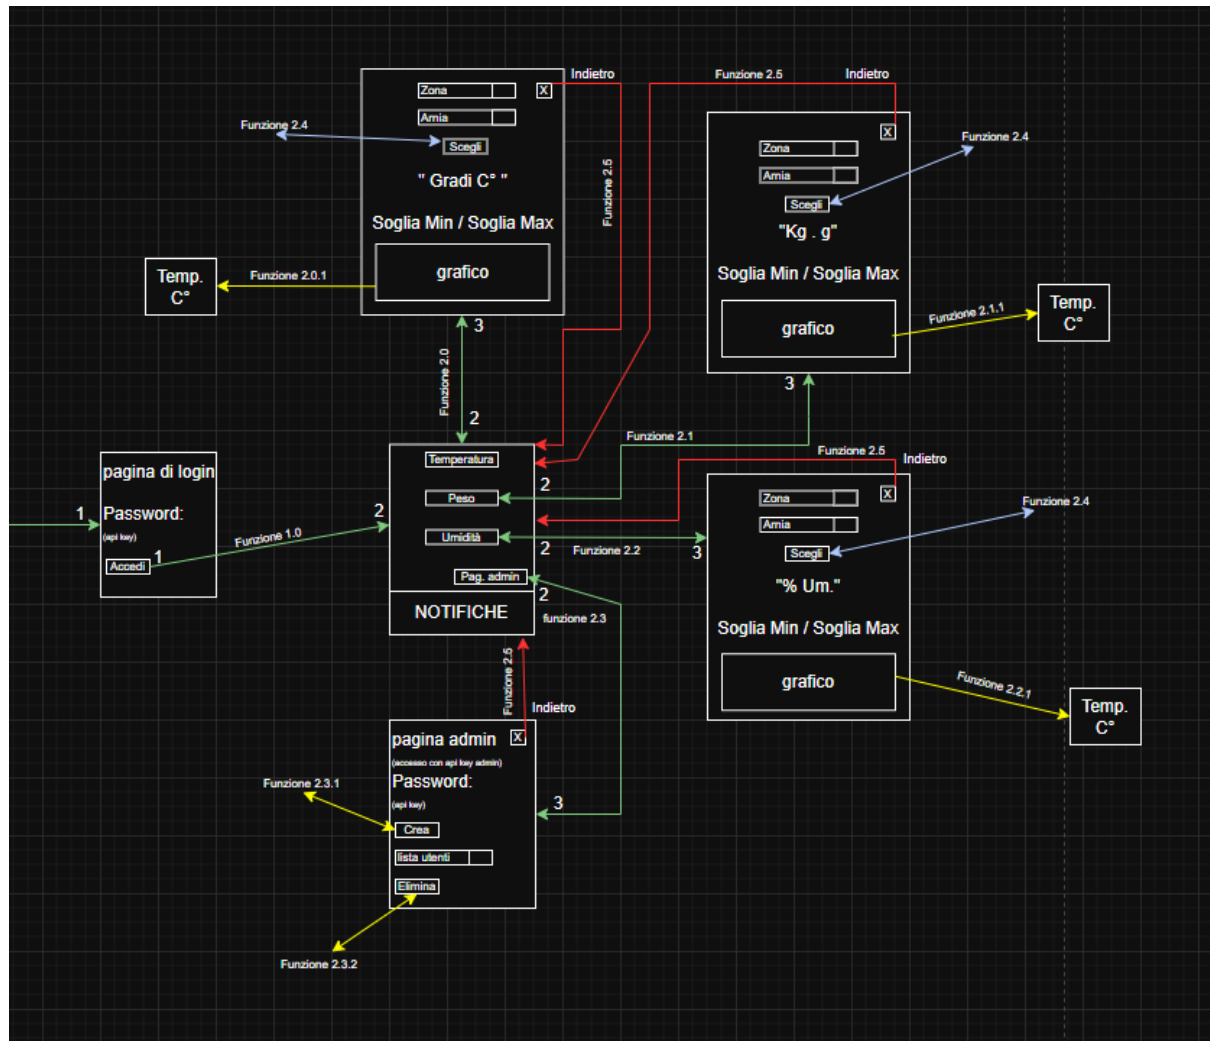 Indietro
Funzione 2.5
Indietro
Zona
X
Amia
Funzione 2.4
Scegli
" Gradi C° "
Soglia Min / Soglia Max
grafico
Funzione 2.5
X
Zona
Amia
Scegli
Funzione 2.4
"Kg . g"
Soglia Min / Soglia Max
grafico
Temp.
C°
Funzione 2.0.1
Funzione 2.1.1
Temp.
C°
3
Funzione 2.0
2
3
Funzione 2.1
Funzione 2.5
Indietro
pagina di login
Password:
(api key)
Accedi
1
1
Funzione 1.0
2
Temperatura
Peso
2
Umidità
2
Funzione 2.2
3
Pag. admin
2
funzione 2.3
NOTIFICHE
X
Zona
Amia
Scegli
Funzione 2.4
"% Um."
Soglia Min / Soglia Max
grafico
Funzione 2.2.1
Temp.
C°
Funzione 2.5
Indietro
pagina admin
X
(accesso con api key admin)
Password:
(api key)
Funzione 2.3.1
Crea
3
lista utenti
Elimina
Funzione 2.3.2